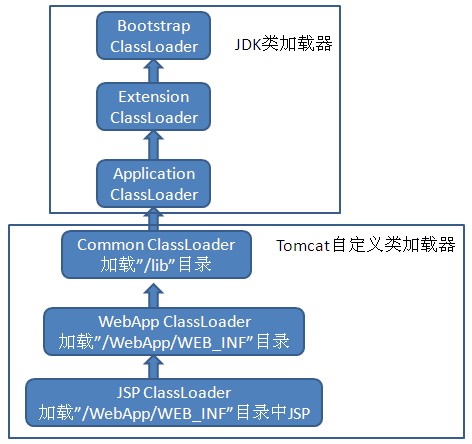 Bootstrap
ClassLoader
JDK类加载器
Extension
ClassLoader
Application
ClassLoader
Common ClassLoader
加载”/lib”目录
Tomcat自定义类加载器
WebApp ClassLoader
加载”/WebApp/WEB_INF”目录
JSP ClassLoader
加载”/WebApp/WEB_INF”目录中JSP